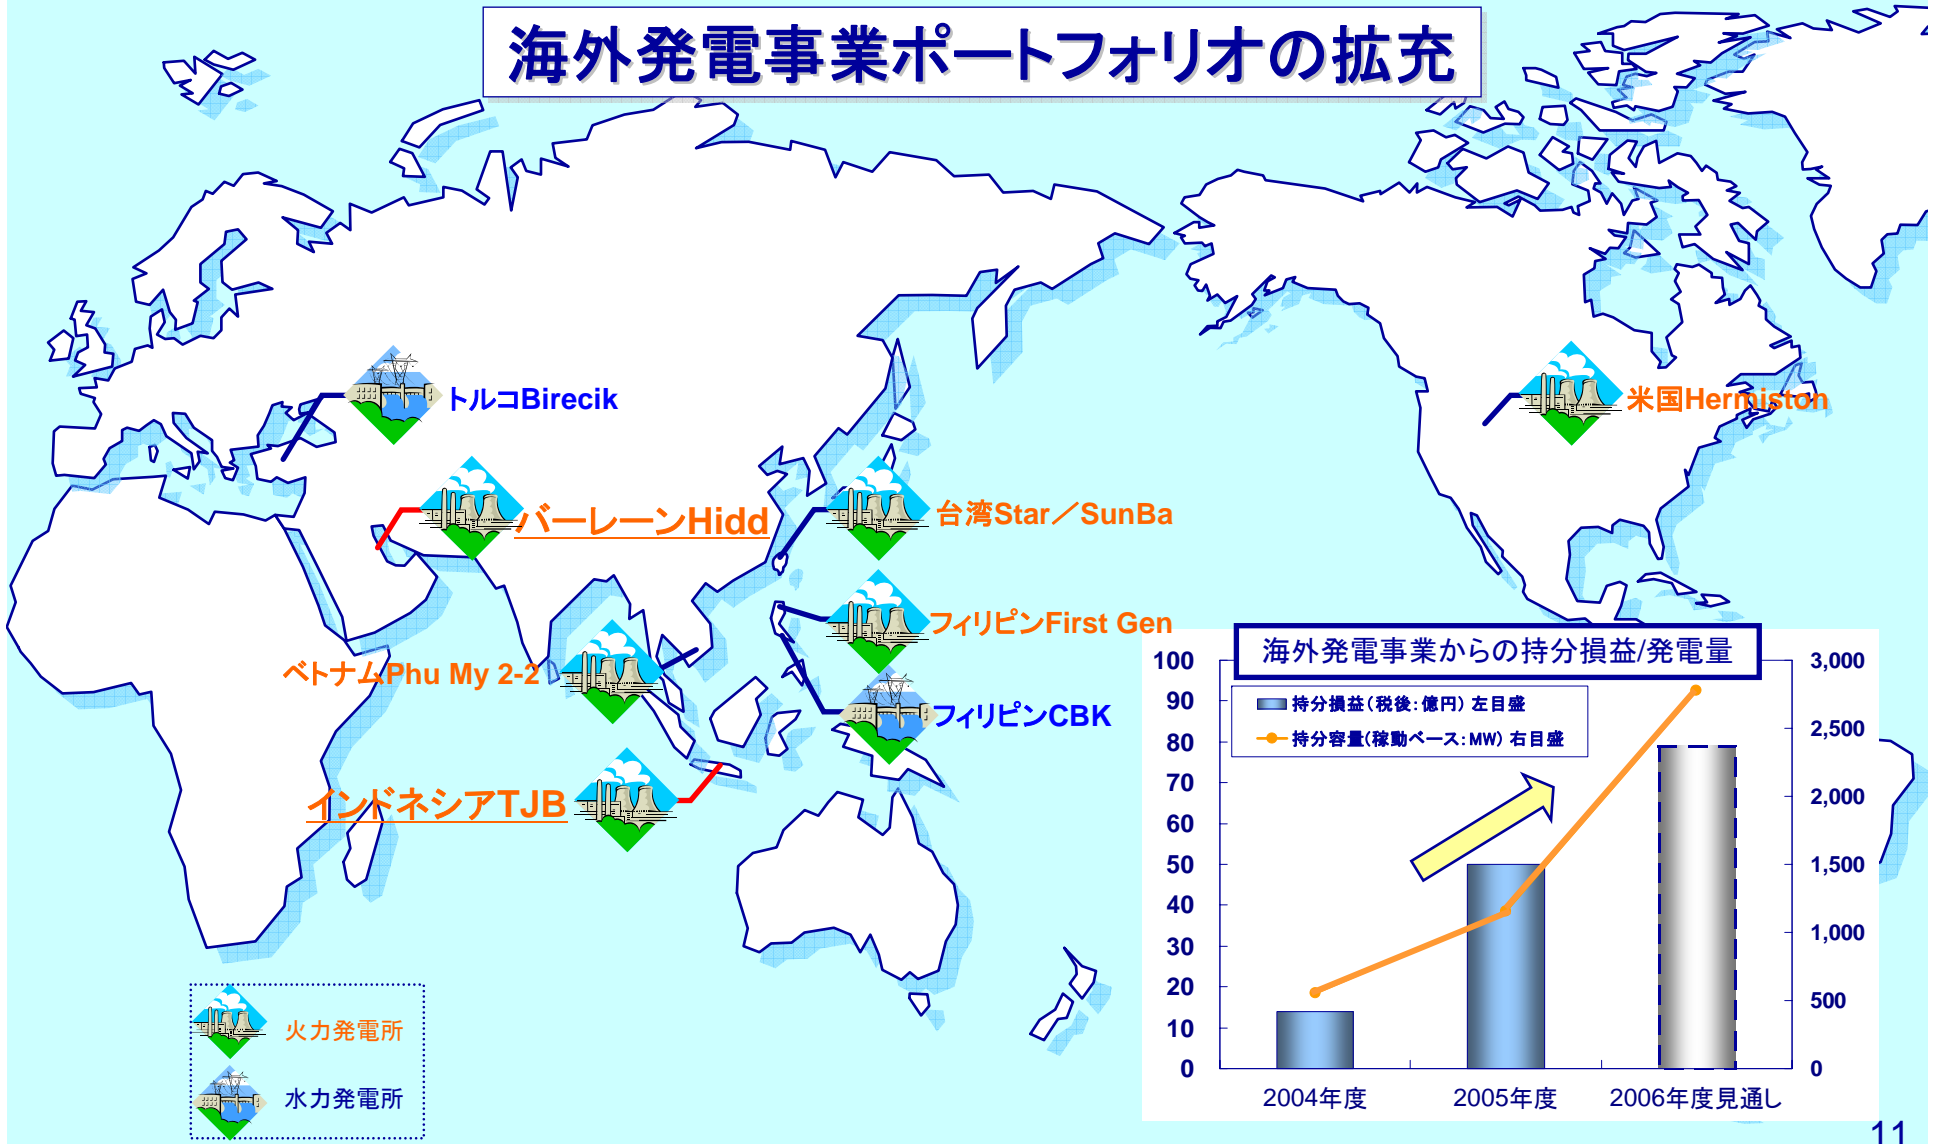 海外発電事業ポートフォリオの拡充
トルコBirecik
米国Hermiston
バーレーンHidd
台湾Star／SunBa
フィリピンFirst Gen
ベトナムPhu My 2-2
フィリピンCBK
インドネシアTJB
火力発電所
水力発電所
海外発電事業からの持分損益/発電量
持分損益（税後：億円） 左目盛
持分容量（稼動ベース：MW） 右目盛
100
90
80
70
60
50
40
30
20
10
0
3,000
2,500
2,000
1,500
1,000
500
0
2004年度
2005年度
2006年度見通し
11